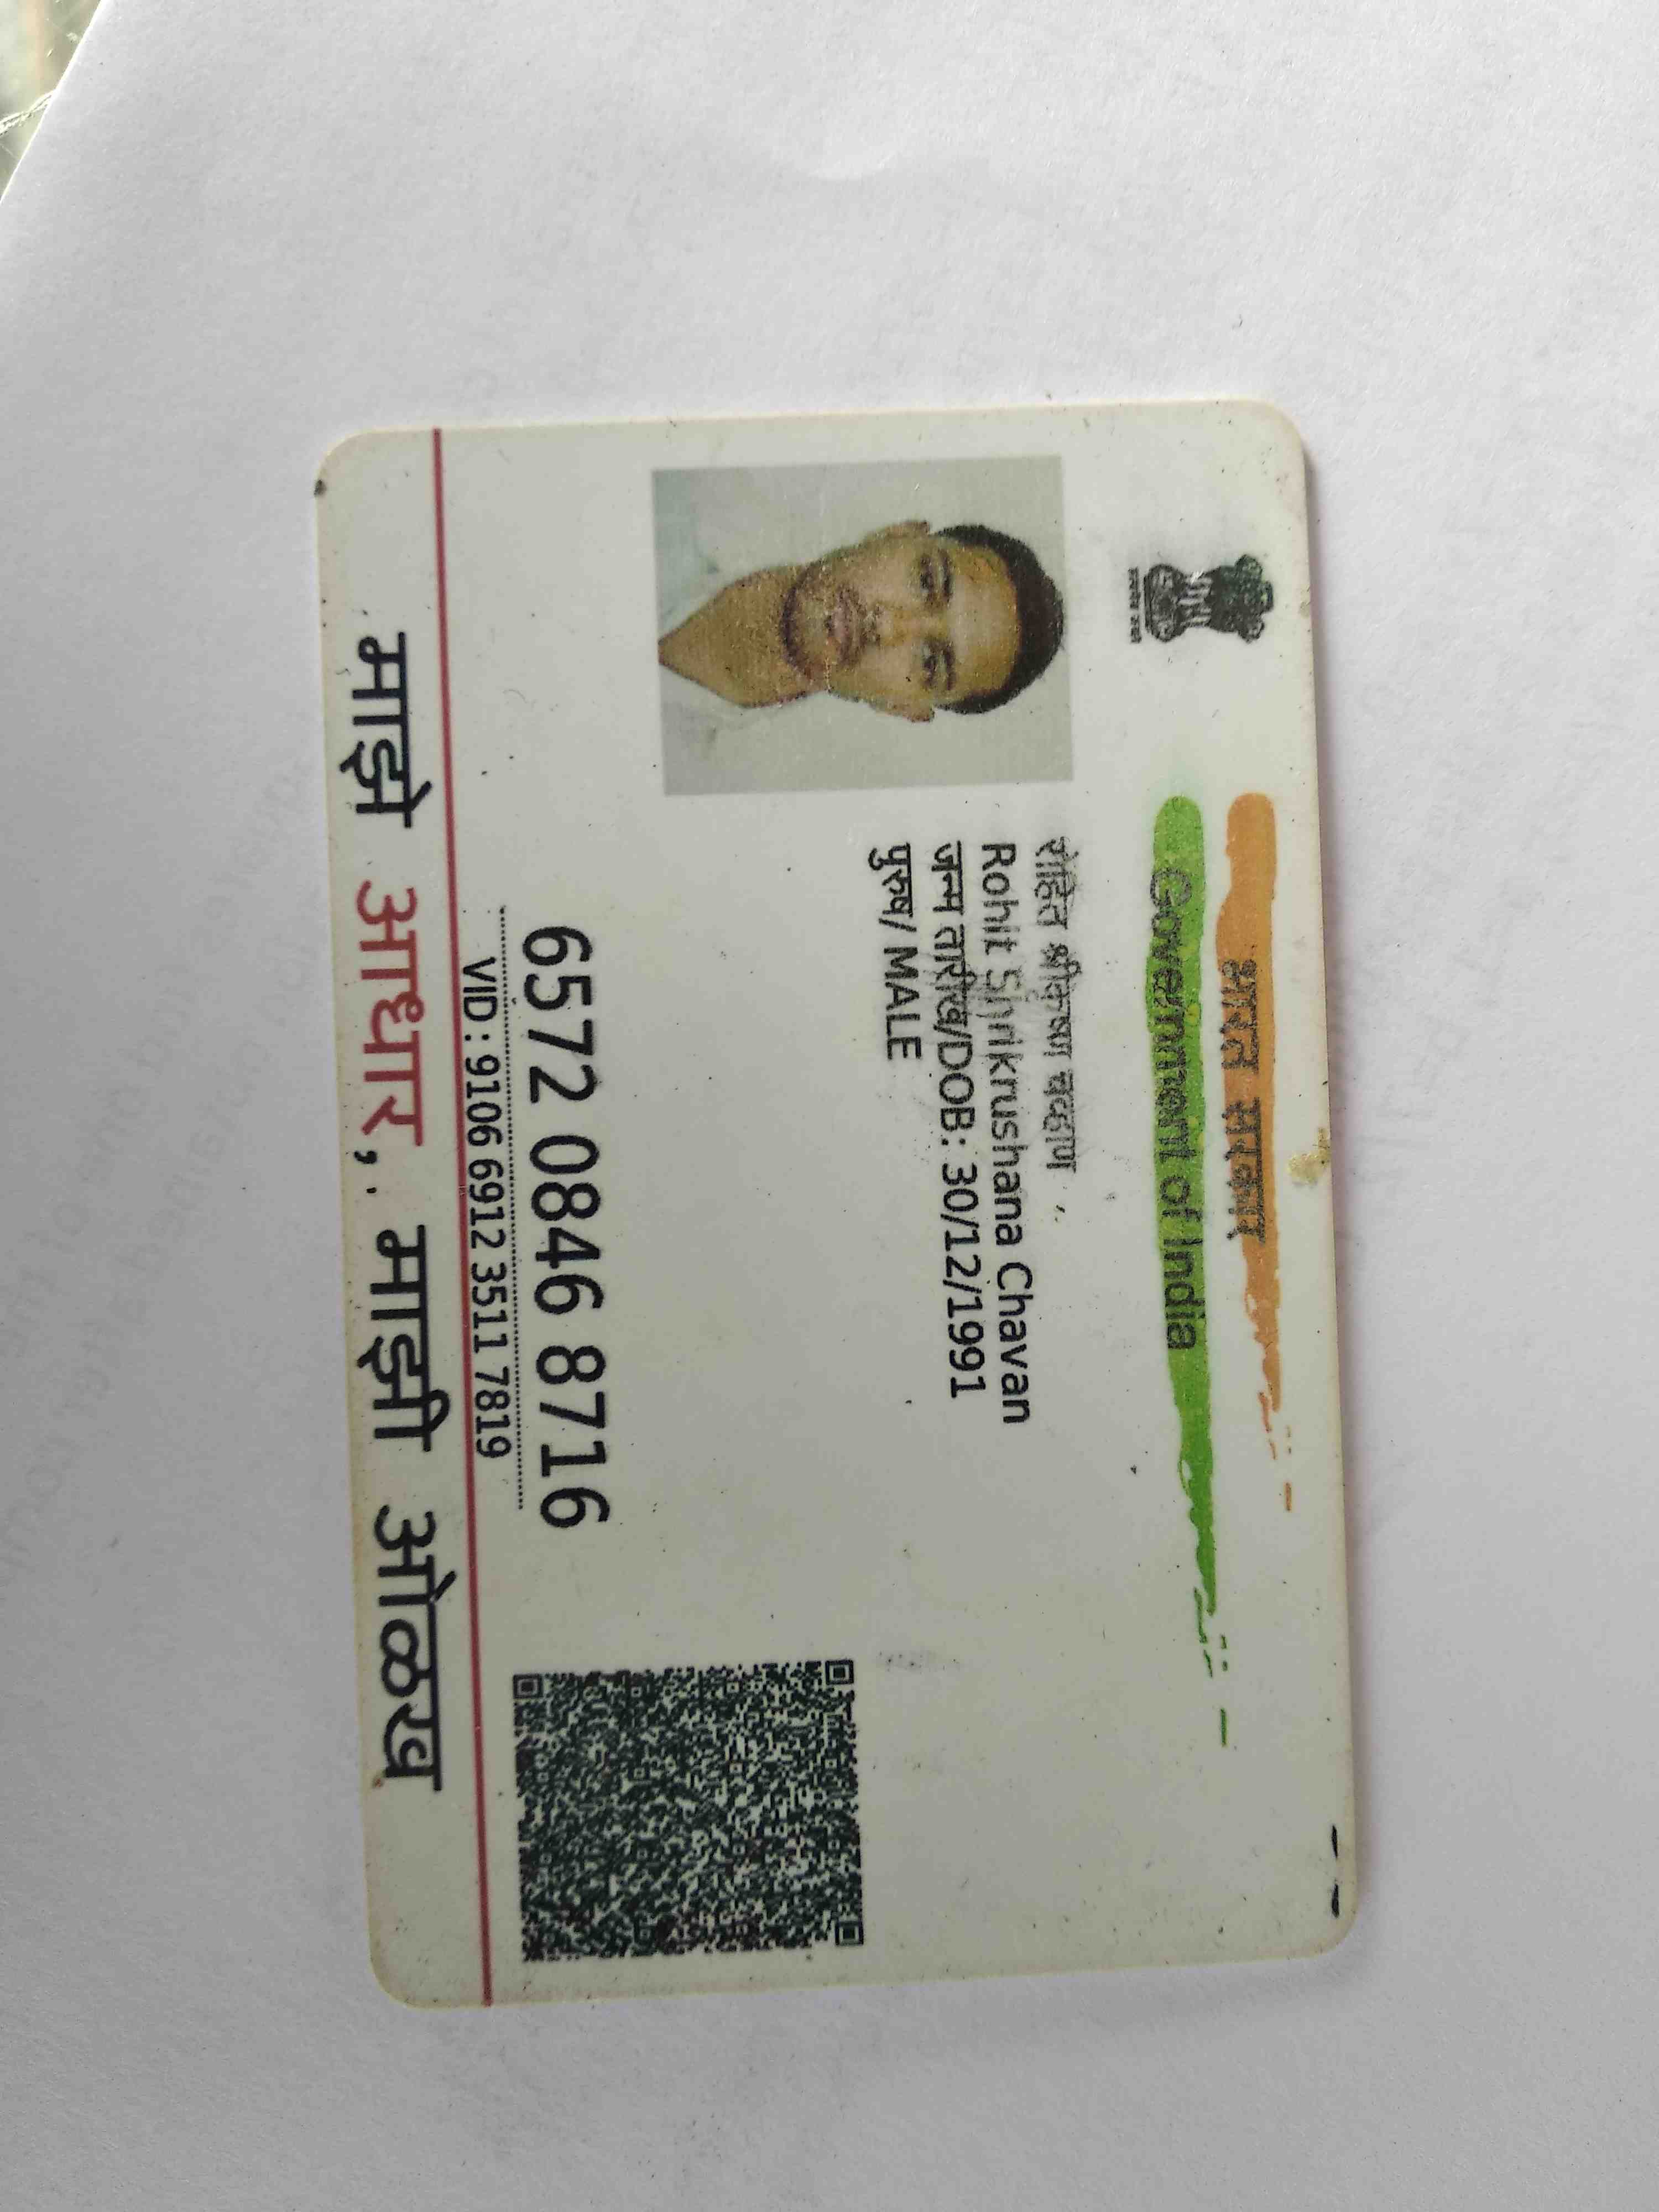 भारत सरकार
Government of India
रोहित श्रीकृष्ण चव्हाण
Rohit Shrikrushana Chavan
जन्म तारीख/DOB: 30/12/1991
पुरुष/ MALE
6572 0846 8716
VID: 9106 6912 3511 7819
माझे आधार, माझी ओळख